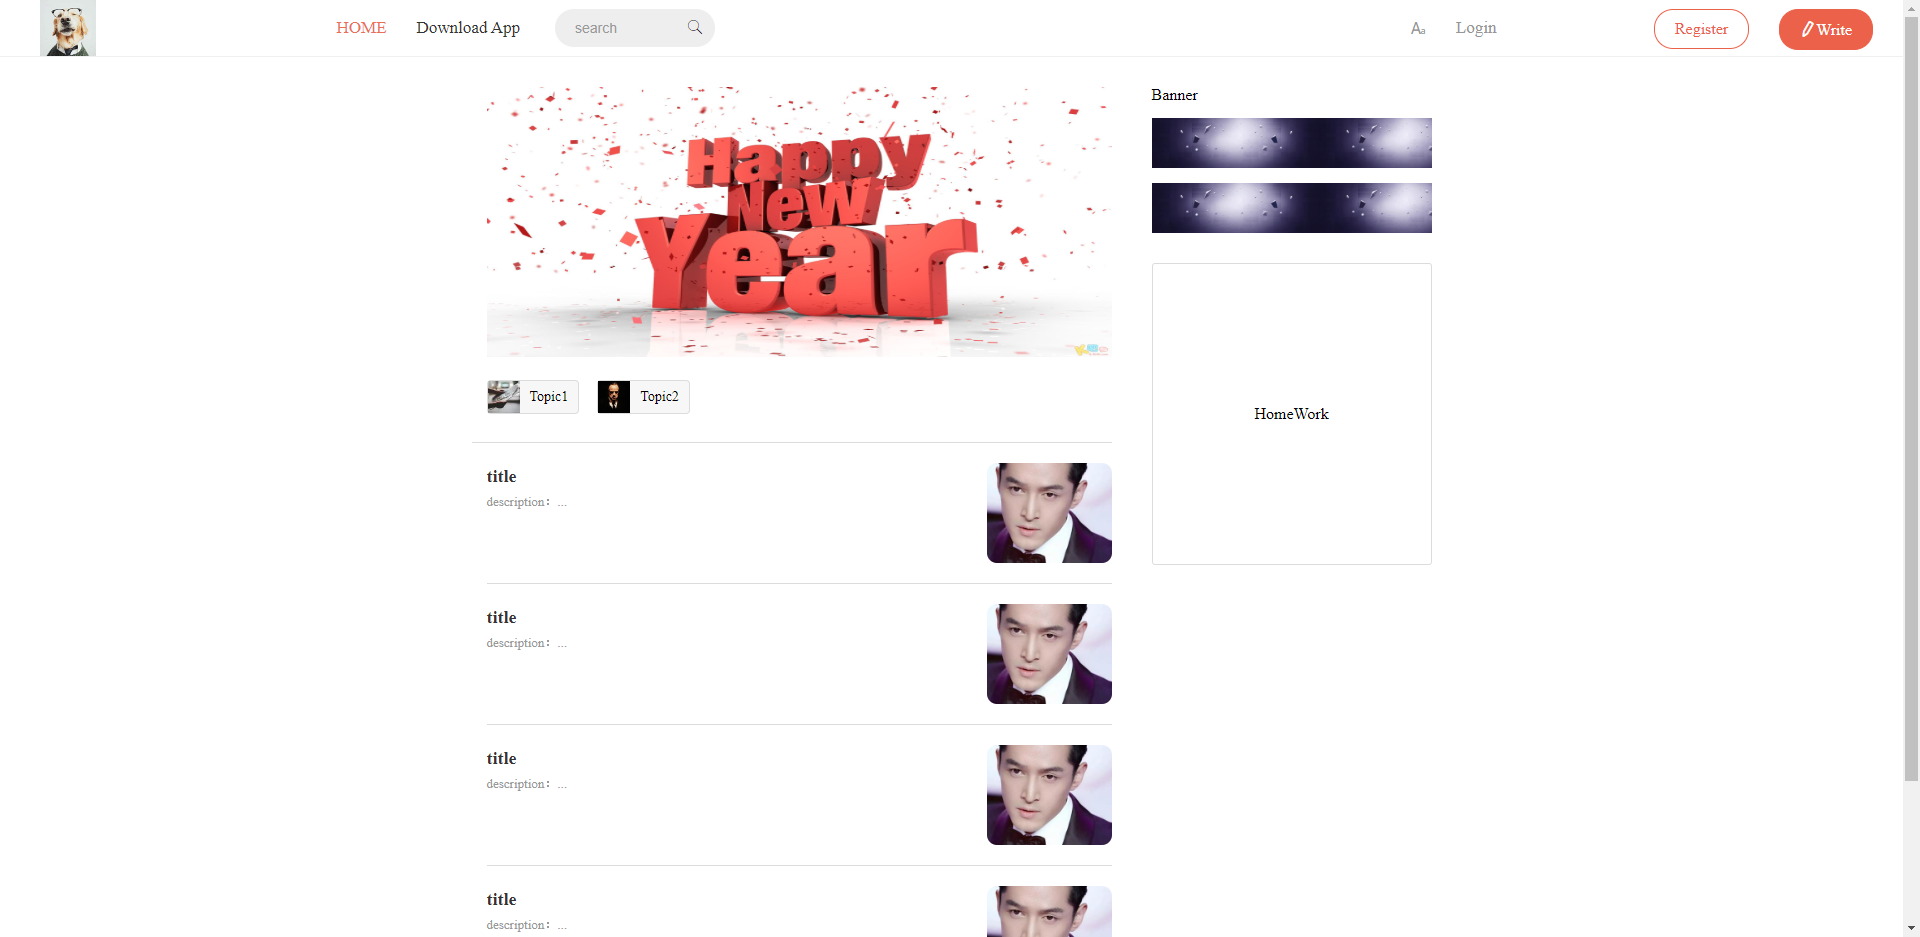 HOME
Download App
search
Aa
Login
Register
Write
Happy
New
Year
Topic1
Topic2
title
description：...
title
description：...
title
description：...
title
description：...
Banner
HomeWork